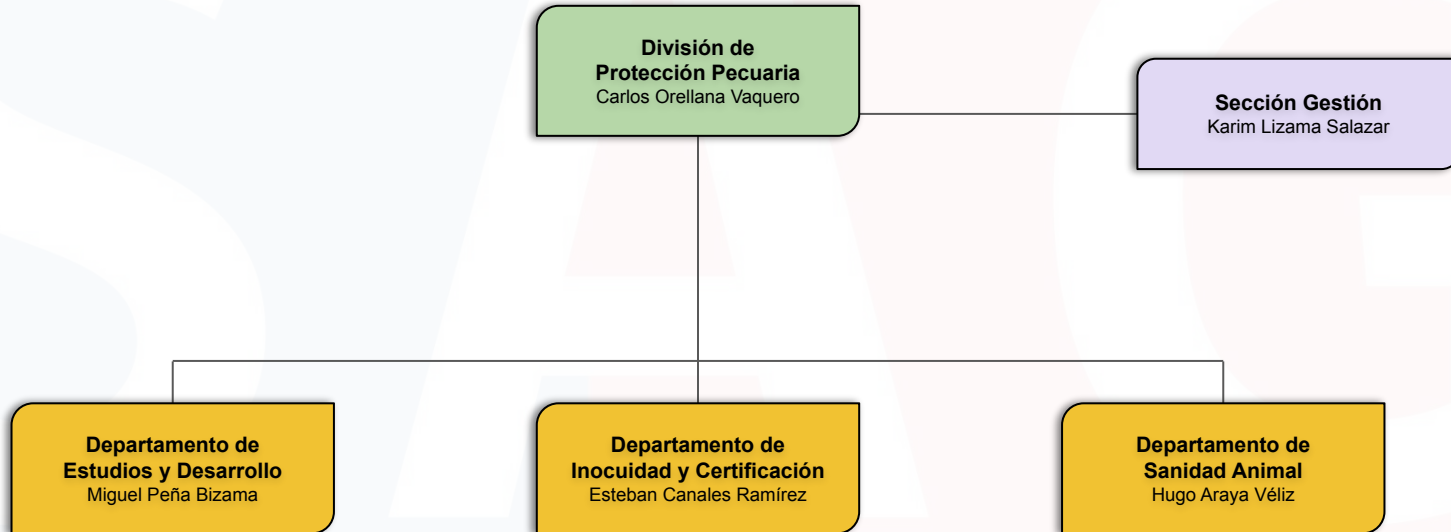 División de
Protección Pecuaria
Carlos Orellana Vaquero
Sección Gestión
Karim Lizama Salazar
Departamento de
Estudios y Desarrollo
Miguel Peña Bizama
Departamento de
Inocuidad y Certificación
Esteban Canales Ramírez
Departamento de
Sanidad Animal
Hugo Araya Véliz
SAG